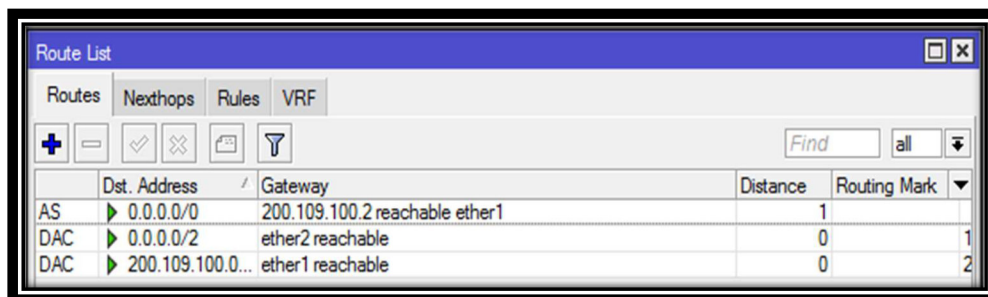 Route List
Routes Nexthops Rules VRF
Find all
Dst. Address Gateway Distance Routing Mark
AS 0.0.0.0/0 200.109.100.2 reachable ether1 1
DAC 0.0.0.0/2 ether2 reachable 0 1
DAC 200.109.100.0... ether1 reachable 0 2